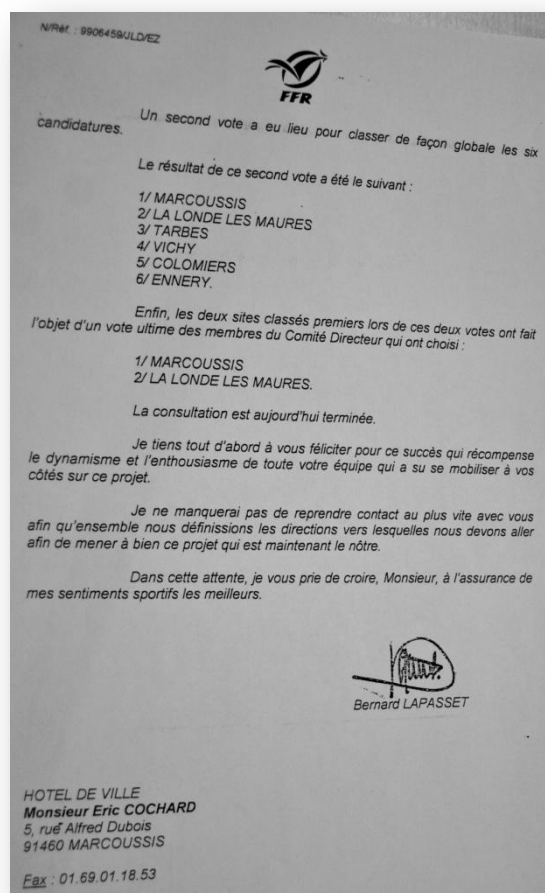 N/Réf. : 9906459/JLD/EZ
FFR
Un second vote a eu lieu pour classer de façon globale les six
candidatures.
Le résultat de ce second vote a été le suivant :
1/ MARCOUSSIS
2/ LA LONDE LES MAURES
3/ TARBES
4/ VICHY
5/ COLOMIERS
6/ ENNERY.
Enfin, les deux sites classés premiers lors de ces deux votes ont fait
l'objet d'un vote ultime des membres du Comité Directeur qui ont choisi :
1/ MARCOUSSIS
2/ LA LONDE LES MAURES.
La consultation est aujourd'hui terminée.
Je tiens tout d'abord à vous féliciter pour ce succès qui récompense
le dynamisme et l'enthousiasme de toute votre équipe qui a su se mobiliser à vos
côtés sur ce projet.
Je ne manquerai pas de reprendre contact au plus vite avec vous
afin qu'ensemble nous définissions les directions vers lesquelles nous devons aller
afin de mener à bien ce projet qui est maintenant le nôtre.
Dans cette attente, je vous prie de croire, Monsieur, à l'assurance de
mes sentiments sportifs les meilleurs.
Bernard LAPASSET
HOTEL DE VILLE
Monsieur Eric COCHARD
5, rue Alfred Dubois
91460 MARCOUSSIS
Fax : 01.69.01.18.53